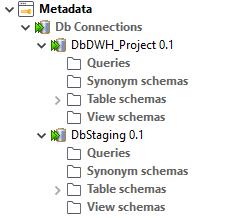 Metadata
Db Connections
DbDWH_Project 0.1
Queries
Synonym schemas
Table schemas
View schemas
DbStaging 0.1
Queries
Synonym schemas
Table schemas
View schemas